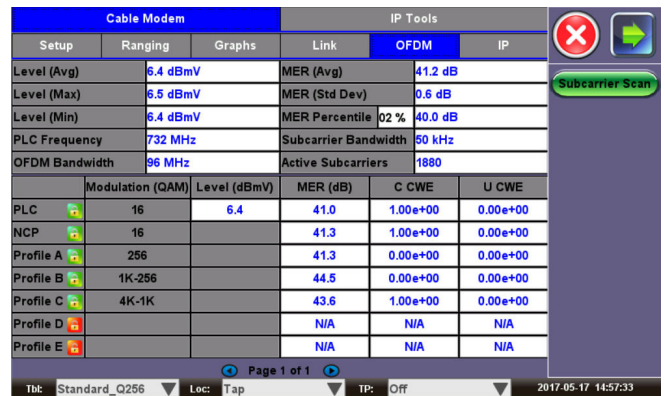 Cable Modem IP Tools
Setup Ranging Graphs Link OFDM IP
Subcarrier Scan
Level (Avg) 6.4 dBmV MER (Avg) 41.2 dB
Level (Max) 6.5 dBmV MER (Std Dev) 0.6 dB
Level (Min) 6.4 dBmV MER Percentile 02 % 40.0 dB
PLC Frequency 732 MHz Subcarrier Bandwidth 50 kHz
OFDM Bandwidth 96 MHz Active Subcarriers 1880
Modulation (QAM) Level (dBmV) MER (dB) C CWE U CWE
PLC 16 6.4 41.0 1.00e+00 0.00e+00
NCP 16 41.3 1.00e+00 0.00e+00
Profile A 256 41.3 0.00e+00 0.00e+00
Profile B 1K-256 44.5 0.00e+00 0.00e+00
Profile C 4K-1K 43.6 1.00e+00 0.00e+00
Profile D N/A N/A N/A
Profile E N/A N/A N/A
Page 1 of 1
Tbl: Standard_Q256 Loc: Tap TP: Off 2017-05-17 14:57:33